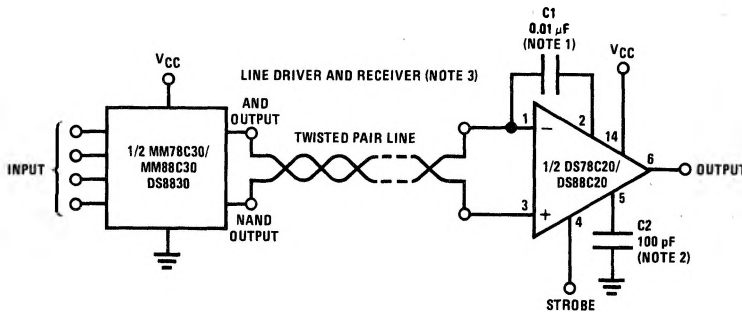 C1
0.01 µF
(NOTE 1)
VCC
VCC
LINE DRIVER AND RECEIVER (NOTE 3)
AND
OUTPUT
TWISTED PAIR LINE
INPUT
1/2 MM78C30/
MM88C30
DS8830
NAND
OUTPUT
1
2
14
−
1/2 DS78C20/
DS88C20
6
OUTPUT
3
+
4
5
C2
100 pF
(NOTE 2)
STROBE